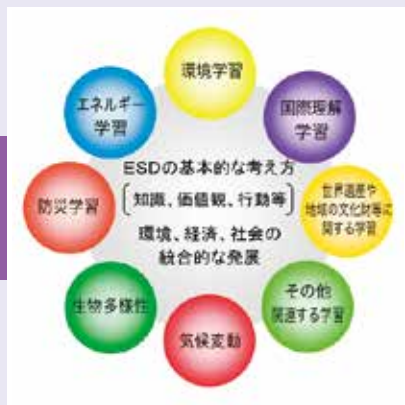 環境学習
国際理解
学習
世界遺産や
地域の文化財等に
関する学習
その他
関連する学習
気候変動
生物多様性
防災学習
エネルギー
学習
ESDの基本的な考え方
[知識、価値観、行動等]
環境、経済、社会の
統合的な発展